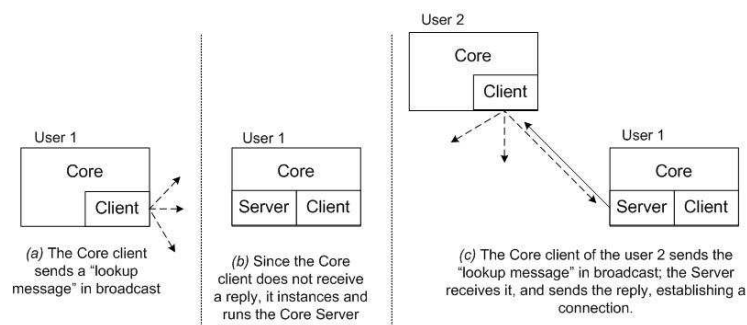 User 1
Core
Client
(a) The Core client
sends a “lookup
message” in broadcast
User 1
Core
Server Client
(b) Since the Core
client does not receive
a reply, it instances and
runs the Core Server
User 2
Core
Client
User 1
Core
Server Client
(c) The Core client of the user 2 sends the
“lookup message” in broadcast; the Server
receives it, and sends the reply, establishing a
connection.